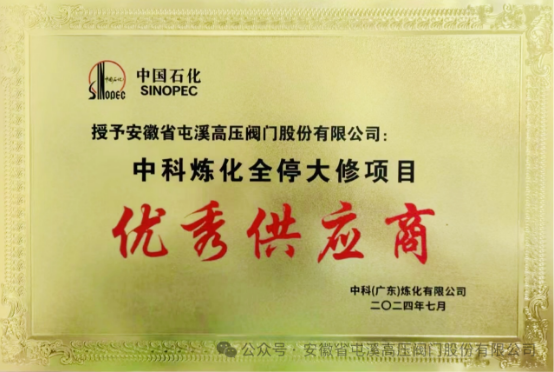 中国石化
SINOPEC
SINOPEC
授予安徽省屯溪高压阀门股份有限公司：
中科炼化全停大修项目
优秀供应商
中科(广东)炼化有限公司
二〇二四年七月
公众号·安徽省屯溪高压阀门股份有限公司